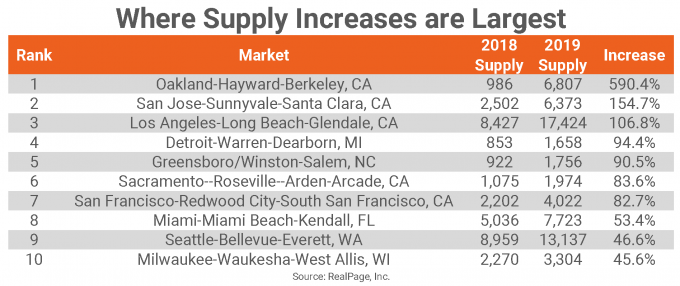 Where Supply Increases are Largest
Rank Market 2018 Supply 2019 Supply Increase
1 Oakland-Hayward-Berkeley, CA 986 6,807 590.4%
2 San Jose-Sunnyvale-Santa Clara, CA 2,502 6,373 154.7%
3 Los Angeles-Long Beach-Glendale, CA 8,427 17,424 106.8%
4 Detroit-Warren-Dearborn, MI 853 1,658 94.4%
5 Greensboro/Winston-Salem, NC 922 1,756 90.5%
6 Sacramento--Roseville--Arden-Arcade, CA 1,075 1,974 83.6%
7 San Francisco-Redwood City-South San Francisco, CA 2,202 4,022 82.7%
8 Miami-Miami Beach-Kendall, FL 5,036 7,723 53.4%
9 Seattle-Bellevue-Everett, WA 8,959 13,137 46.6%
10 Milwaukee-Waukesha-West Allis, WI 2,270 3,304 45.6%
Source: RealPage, Inc.